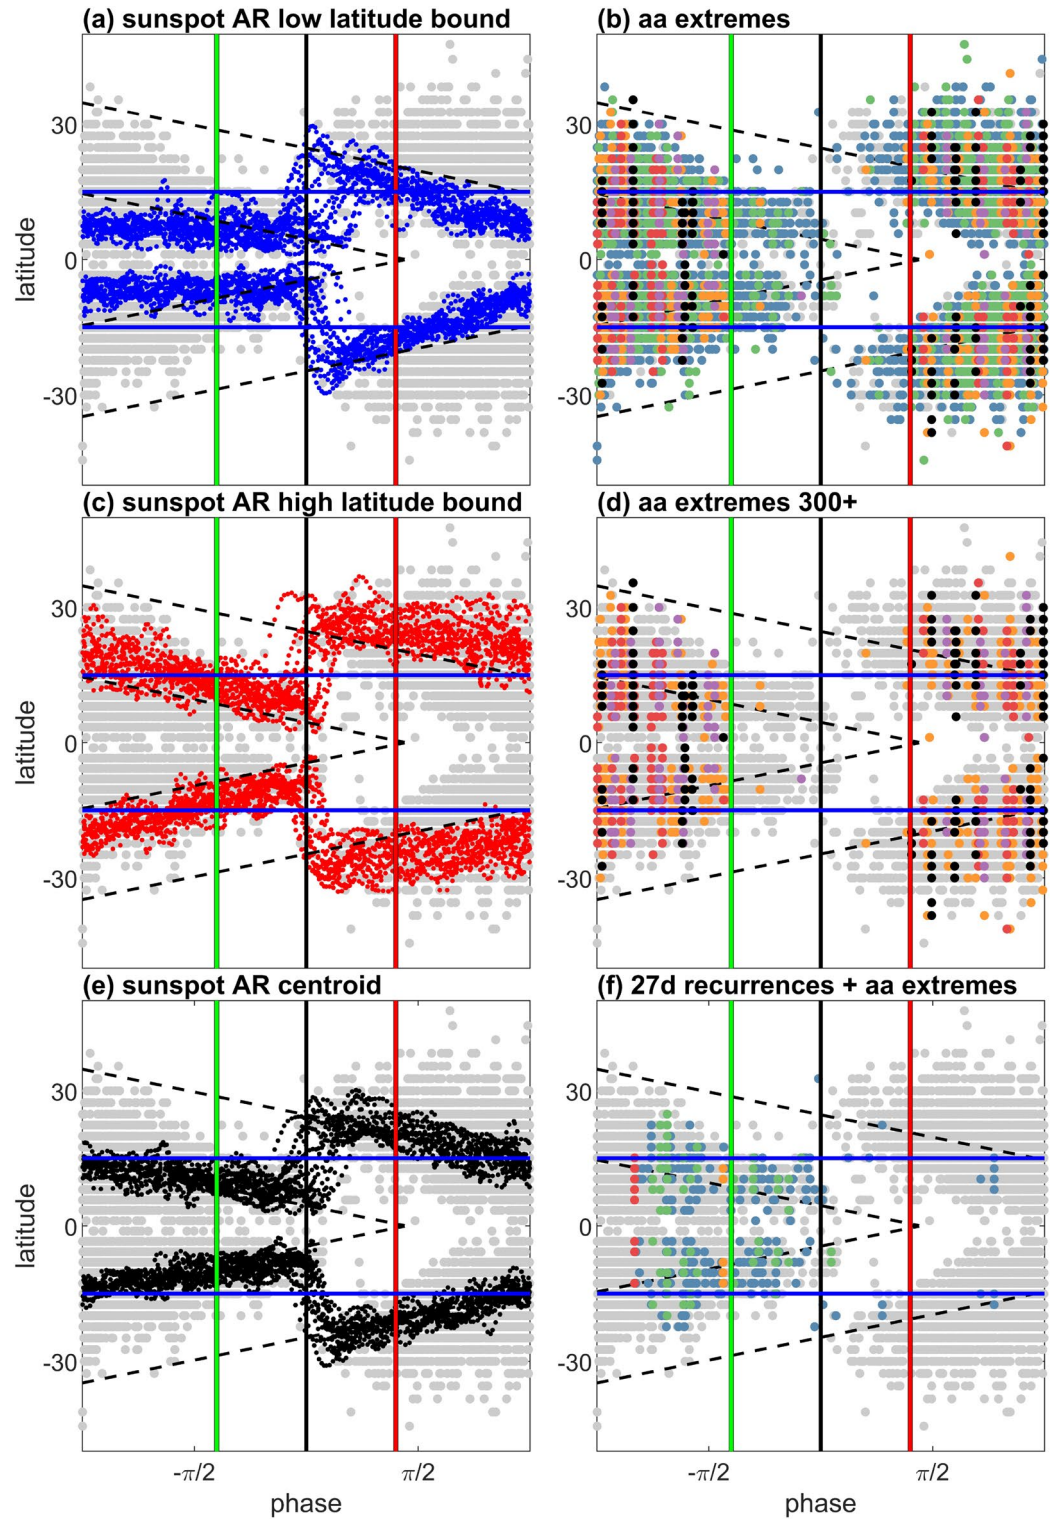 (a) sunspot AR low latitude bound
(b) aa extremes
latitude
30
0
-30
(c) sunspot AR high latitude bound
(d) aa extremes 300+
latitude
30
0
-30
(e) sunspot AR centroid
(f) 27d recurrences + aa extremes
latitude
30
0
-30
-π/2
π/2
-π/2
π/2
phase
phase